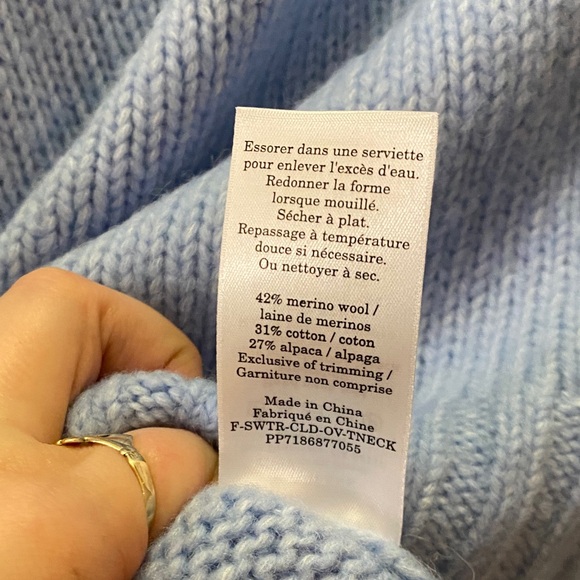 Essorer dans une serviette
pour enlever l'excès d'eau.
Redonner la forme
lorsque mouillé.
Sécher à plat.
Repassage à température
douce si nécessaire.
Ou nettoyer à sec.
42% merino wool /
laine de merinos
31% cotton / coton
27% alpaca / alpaga
Exclusive of trimming /
Garniture non comprise
Made in China
Fabriqué en Chine
F-SWTR-CLD-OV-TNECK
PP7186877055